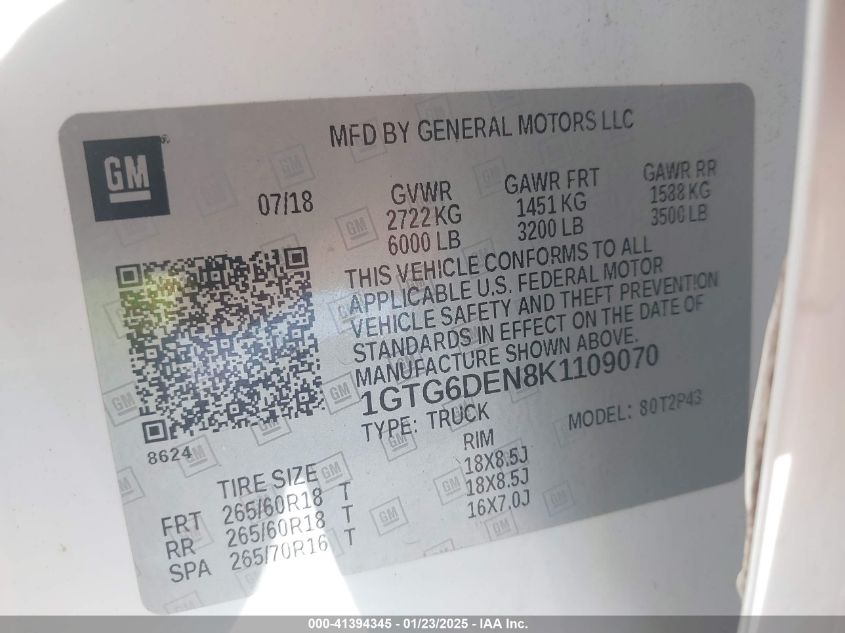 GM
MFD BY GENERAL MOTORS LLC
07/18
GVWR
2722 KG
6000 LB
GAWR FRT
1451 KG
3200 LB
GAWR RR
1588 KG
3500 LB
THIS VEHICLE CONFORMS TO ALL
APPLICABLE U.S. FEDERAL MOTOR
VEHICLE SAFETY AND THEFT PREVENTION
STANDARDS IN EFFECT ON THE DATE OF
MANUFACTURE SHOWN ABOVE.
1GTG6DEN8K1109070
TYPE: TRUCK
MODEL: 80T2P43
8624
TIRE SIZE RIM
FRT 265/60R18 T 18X8.5J
RR 265/60R18 T 18X8.5J
SPA 265/70R16 T 16X7.0J
000-41394345 - 01/23/2025 - IAA Inc.